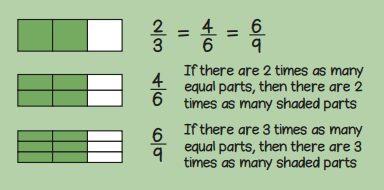 2/3 = 4/6 = 6/9
4/6
If there are 2 times as many
equal parts, then there are 2
times as many shaded parts
6/9
If there are 3 times as many
equal parts, then there are 3
times as many shaded parts